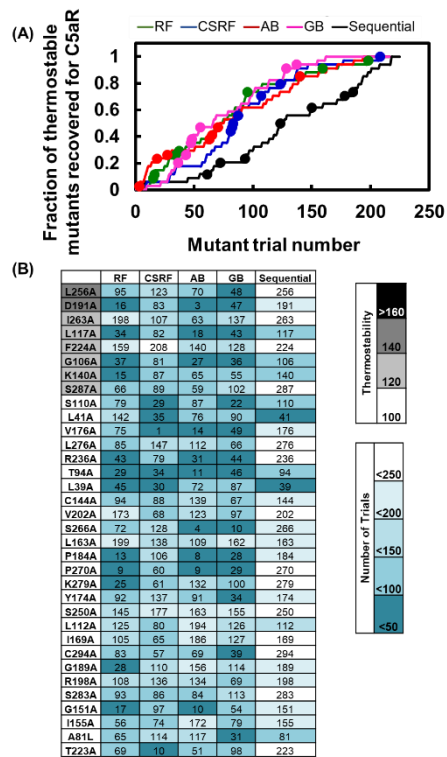 RF CSRF AB GB Sequential
(A)
Fraction of thermostable
mutants recovered for C5aR
1
0.8
0.6
0.4
0.2
0
0 50 100 150 200 250
Mutant trial number
(B)
RF CSRF AB GB Sequential
L256A 95 123 70 48 256
D191A 16 83 3 47 191
I263A 198 107 63 137 263
L117A 34 82 18 43 117
F224A 159 208 140 128 224
G106A 37 81 27 36 106
K140A 15 87 65 55 140
S287A 66 89 59 102 287
S110A 79 29 87 22 110
L41A 142 35 76 90 41
V176A 75 1 14 49 176
L276A 85 147 112 66 276
R236A 43 79 31 44 236
T94A 29 34 11 46 94
L39A 45 30 72 87 39
C144A 94 88 139 67 144
V202A 173 68 123 97 202
S266A 72 128 4 10 266
L163A 199 138 109 162 163
P184A 13 106 8 28 184
P270A 9 60 9 29 270
K279A 25 61 132 100 279
Y174A 92 137 91 34 174
S250A 145 177 163 155 250
L112A 125 80 194 126 112
I169A 105 65 186 127 169
C294A 83 57 69 39 294
G189A 28 110 156 114 189
R198A 108 136 134 69 198
S283A 93 86 84 113 283
G151A 17 97 10 54 151
I155A 56 74 172 79 155
A81L 65 114 117 31 81
T223A 69 10 51 98 223
Thermostability
>160
140
120
100
Number of Trials
<250
<200
<150
<100
<50